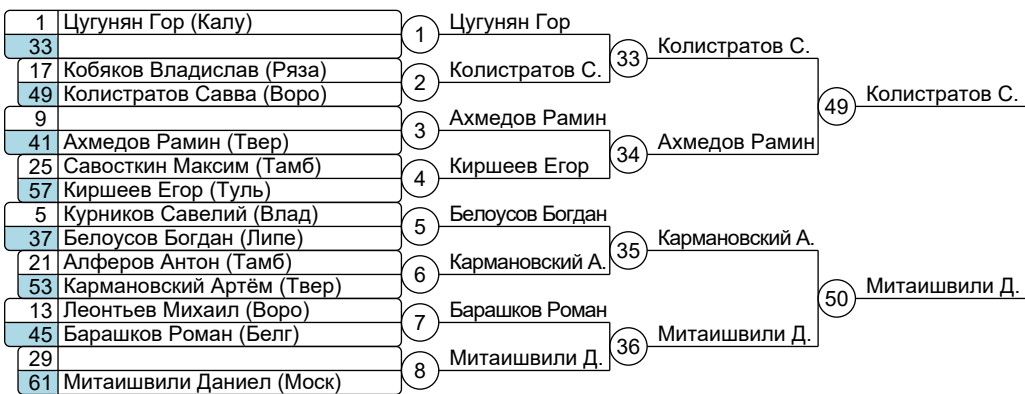 1 Цугунян Гор (Калу)
33
17 Кобяков Владислав (Ряза)
49 Колистратов Савва (Воро)
9
41 Ахмедов Рамин (Твер)
25 Савосткин Максим (Тамб)
57 Киршеев Егор (Туль)
5 Курников Савелий (Влад)
37 Белоусов Богдан (Липе)
21 Алферов Антон (Тамб)
53 Кармановский Артём (Твер)
13 Леонтьев Михаил (Воро)
45 Барашков Роман (Белг)
29
61 Митаишвили Даниел (Моск)
1 Цугунян Гор
2 Колистратов С.
3 Ахмедов Рамин
4 Киршеев Егор
5 Белоусов Богдан
6 Кармановский А.
7 Барашков Роман
8 Митаишвили Д.
33 Колистратов С.
34 Ахмедов Рамин
35 Кармановский А.
36 Митаишвили Д.
49 Колистратов С.
50 Митаишвили Д.